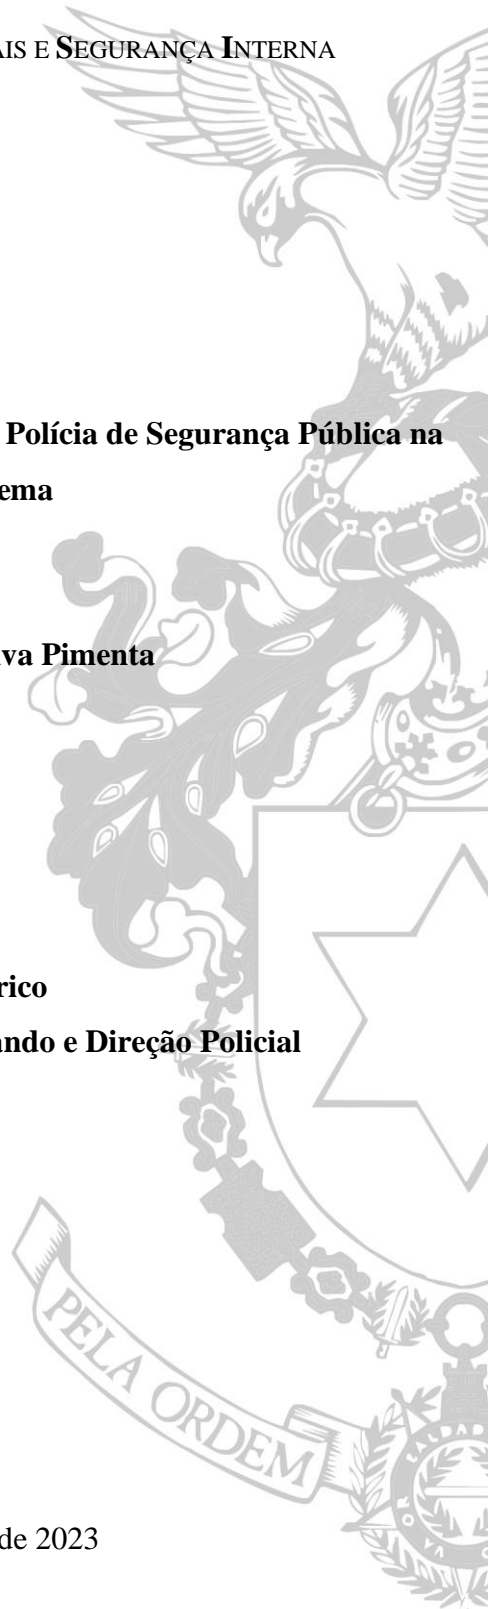 AIS E SEGURANÇA INTERNA
Polícia de Segurança Pública na
ema
va Pimenta
rico
ando e Direção Policial
PELA ORDEM
de 2023